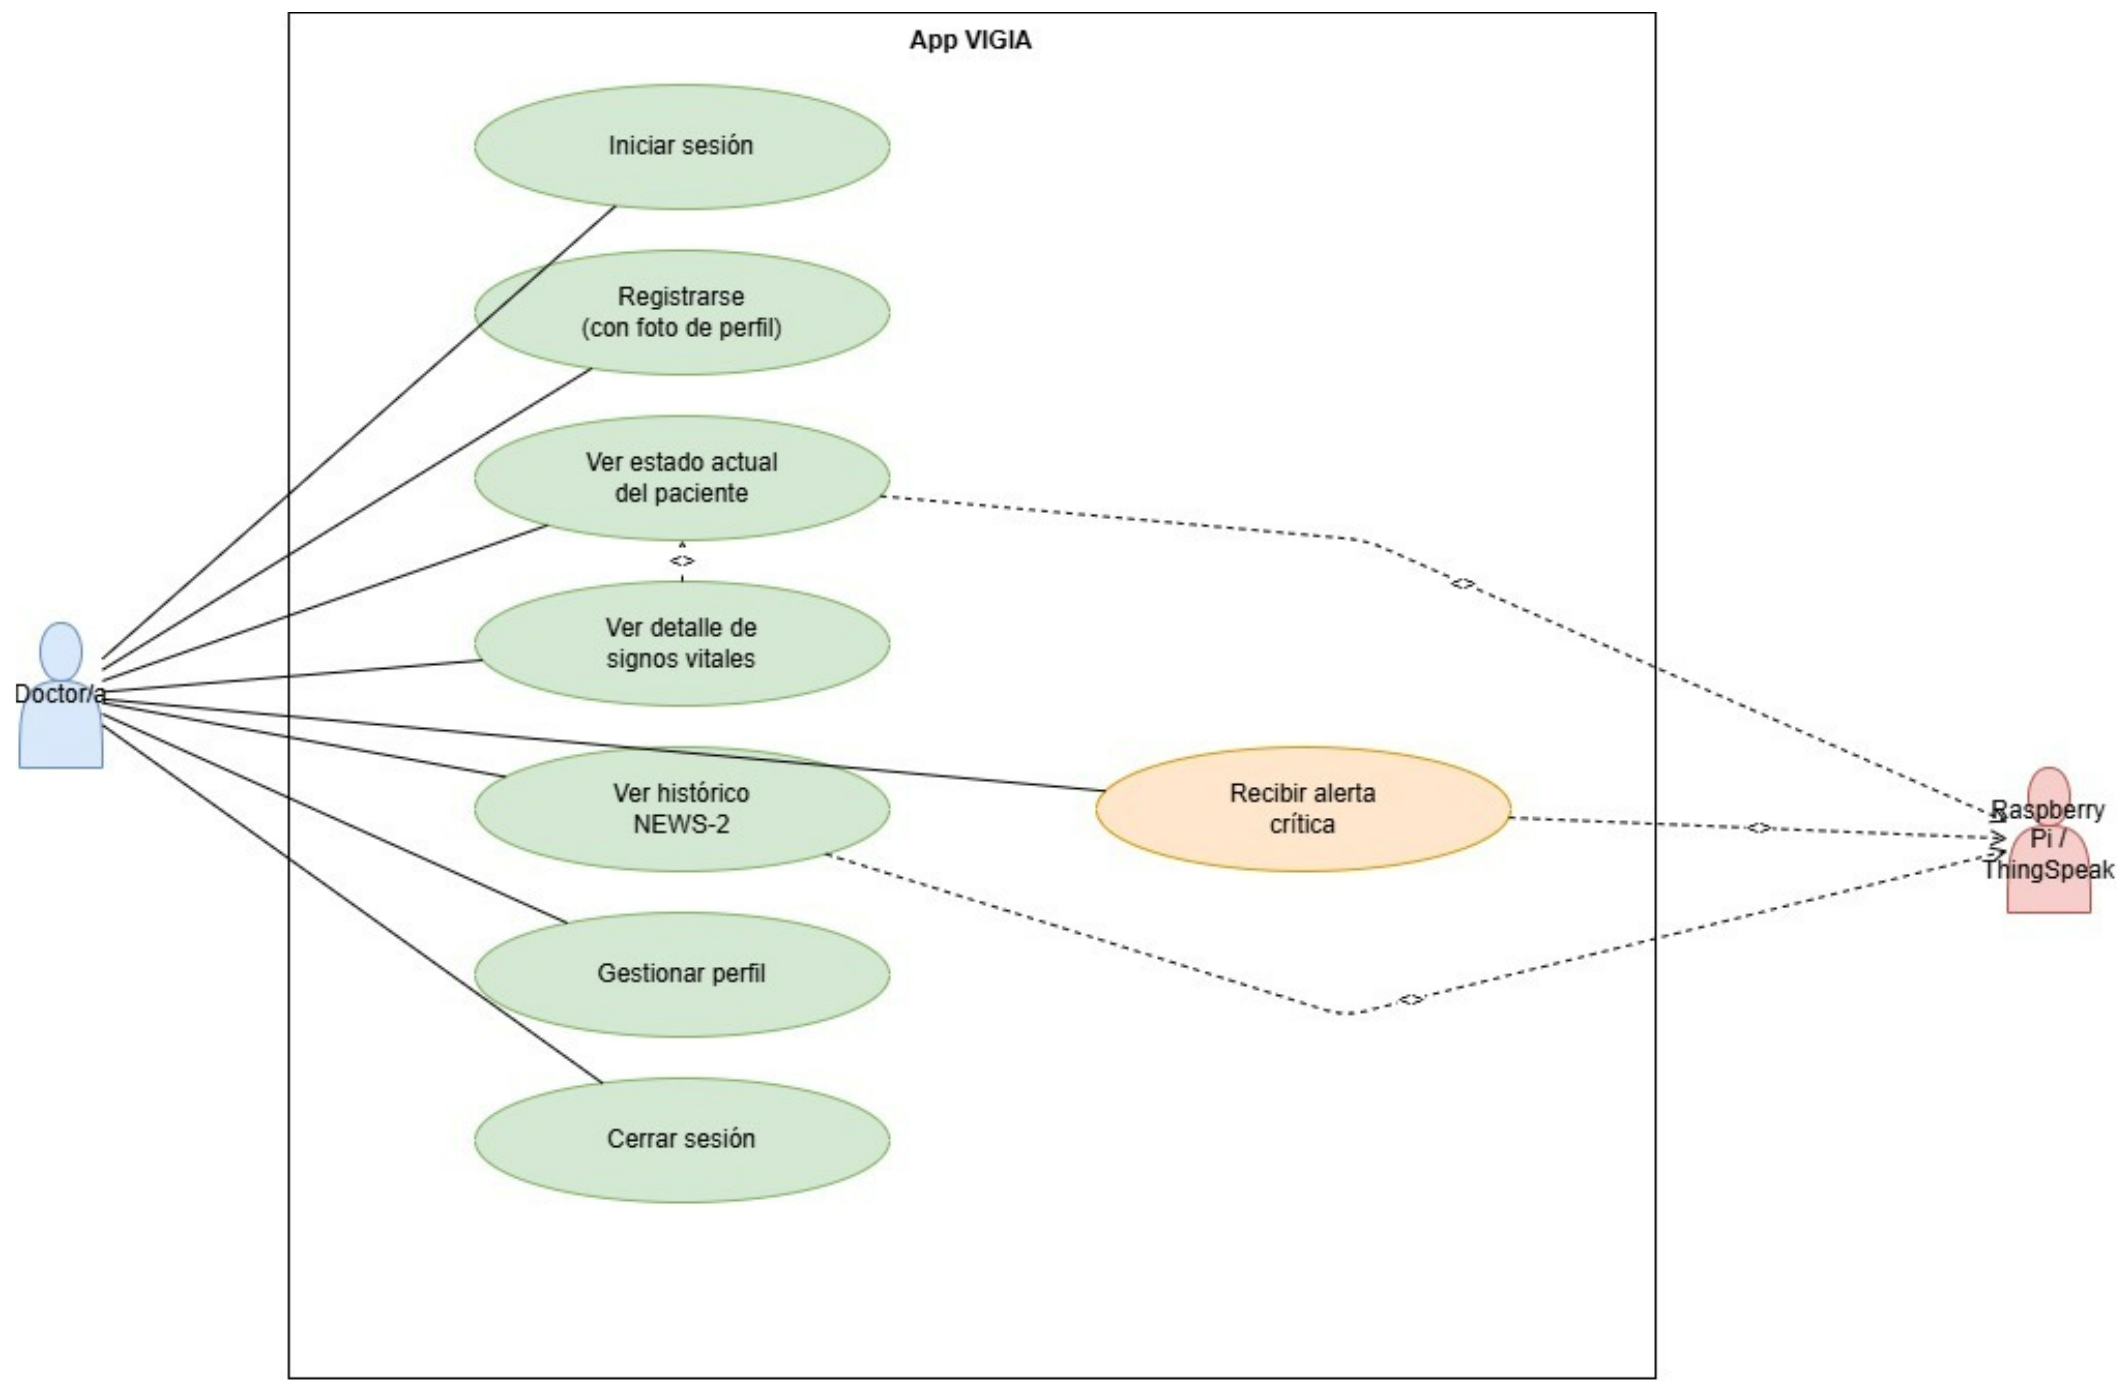 App VIGIA
Iniciar sesión
Registrarse
(con foto de perfil)
Ver estado actual
del paciente
<>
<>
Ver detalle de
signos vitales
Doctor/a
Ver histórico
NEWS-2
Recibir alerta
crítica
<>
Raspberry
Pi /
ThingSpeak
Gestionar perfil
<>
Cerrar sesión